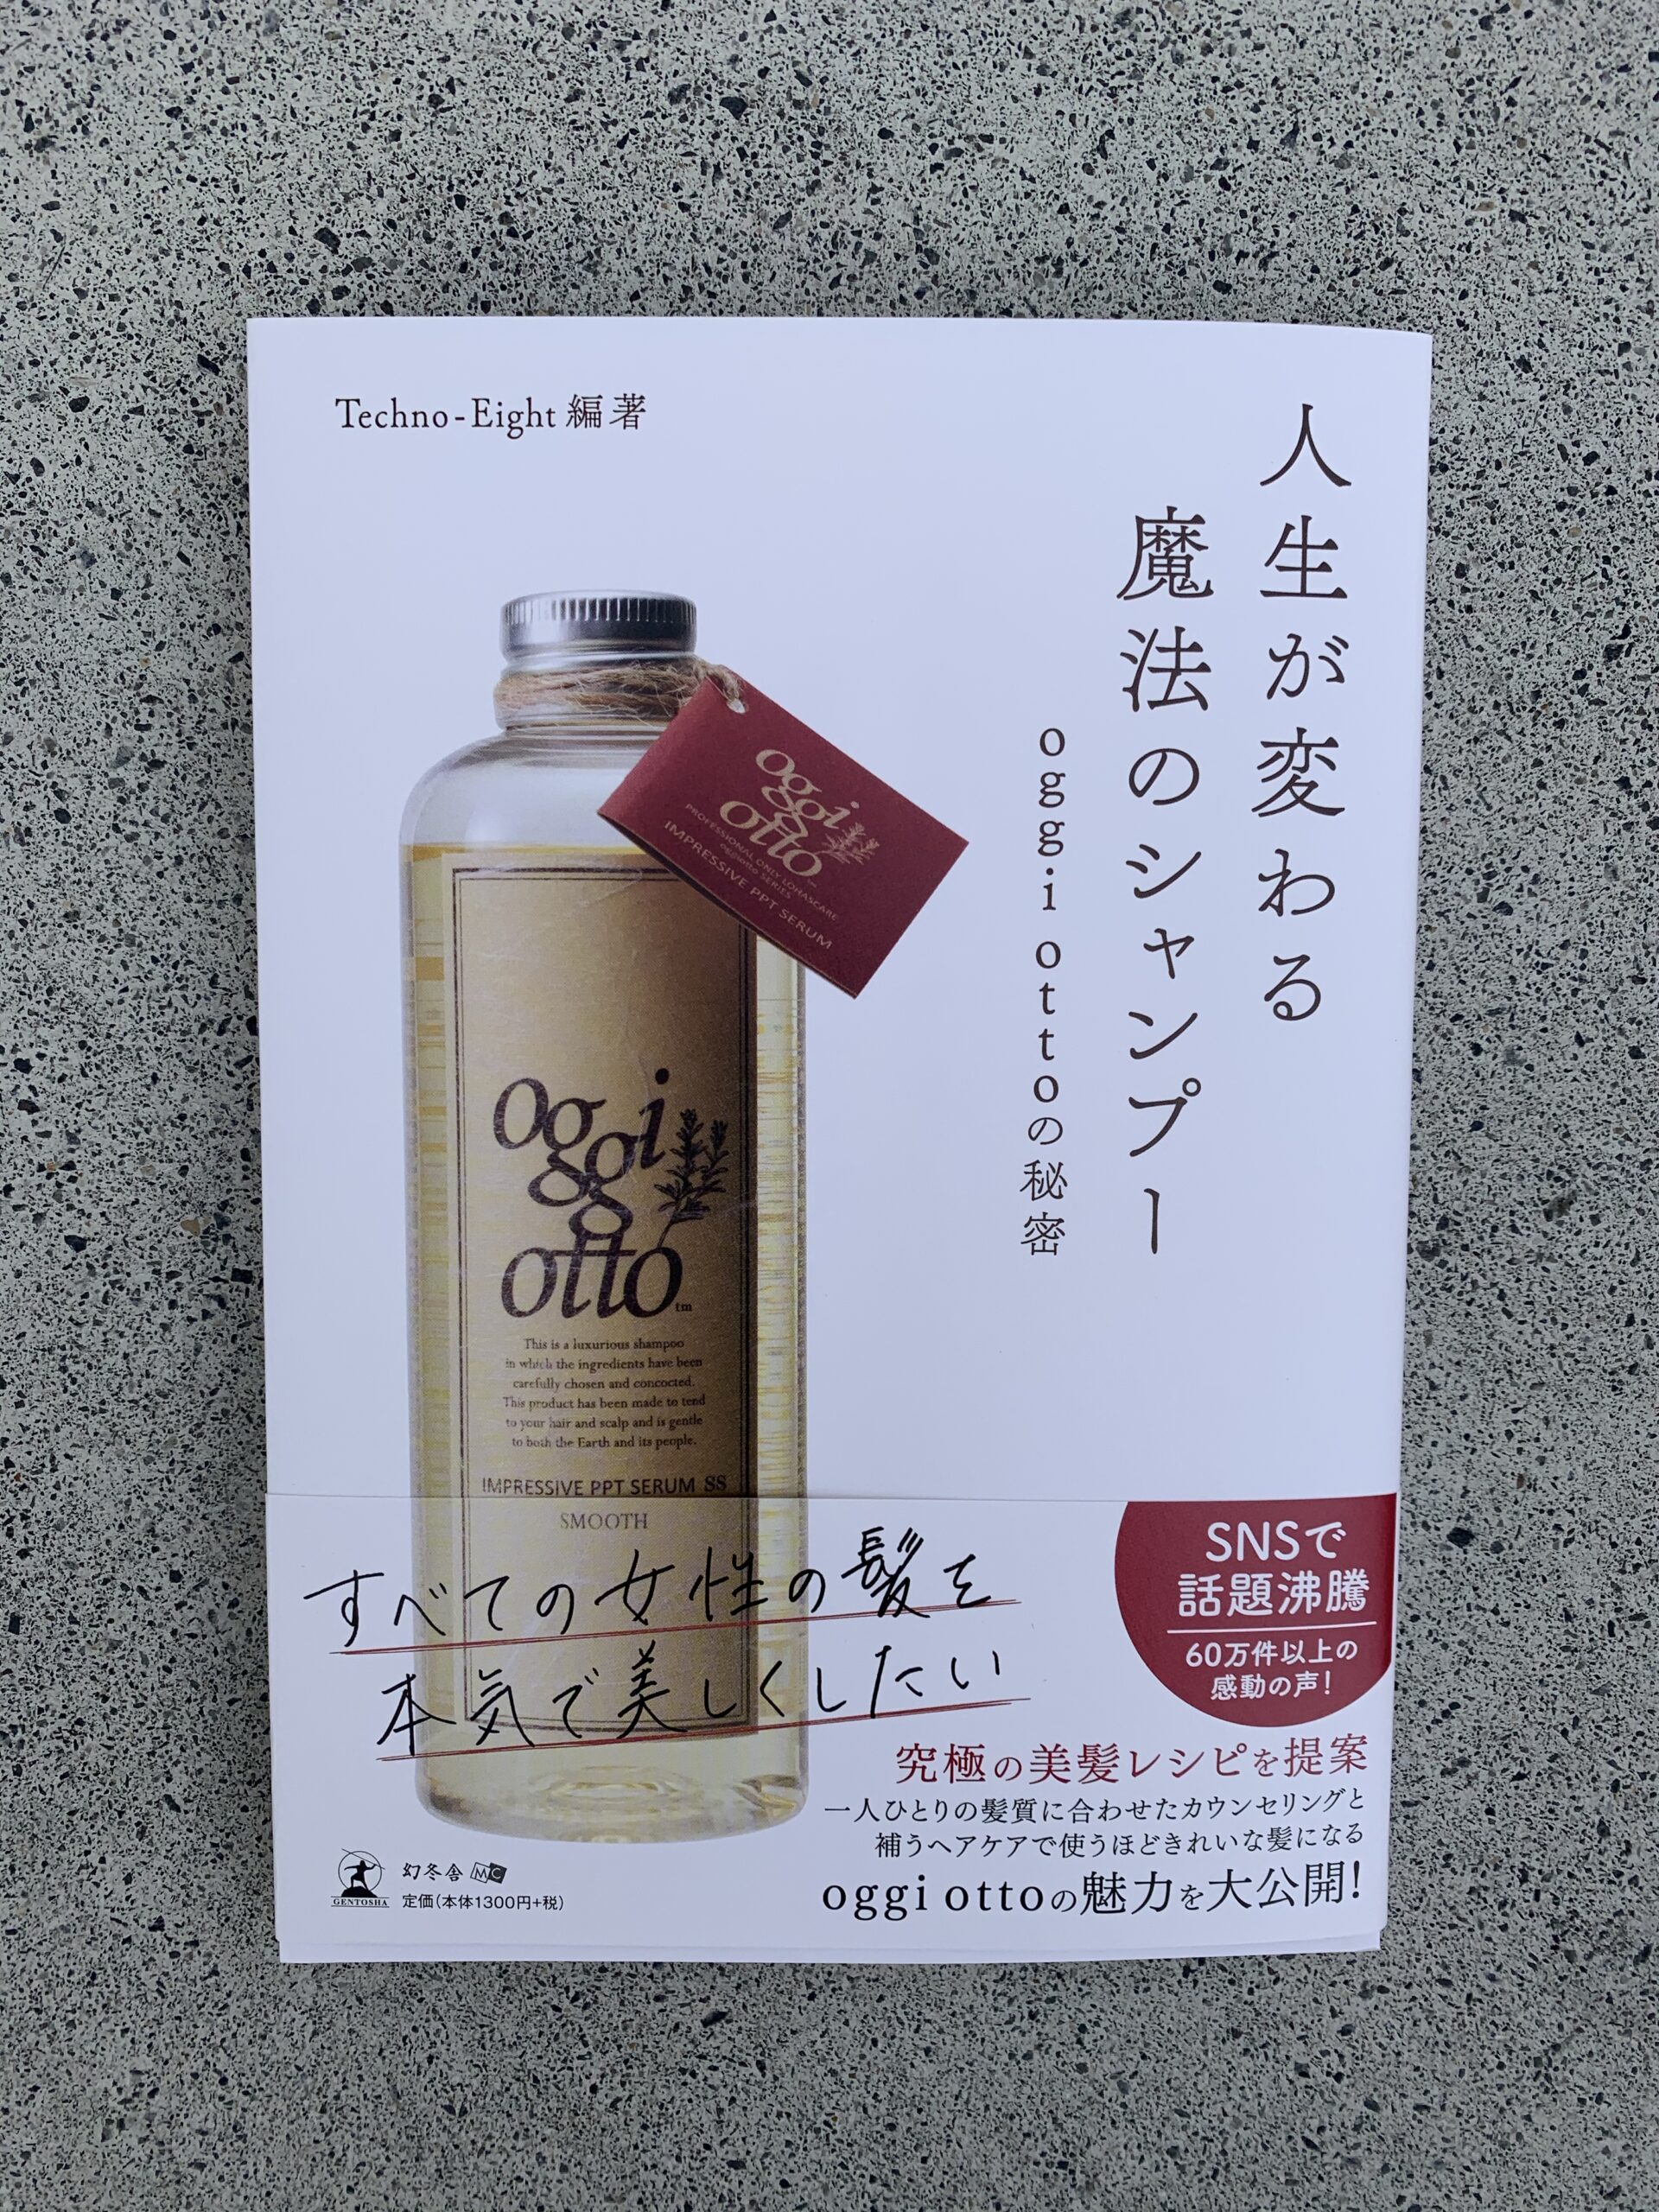 Techno-Eight 編著
人生が変わる
魔法のシャンプー
oggi ottoの秘密
oggi
otto
PROFESSIONAL ONLY LOHASCARE
oggiotto SERIES
IMPRESSIVE PPT SERUM
oggi
otto™
This is a luxurious shampoo
in which the ingredients have been
carefully chosen and concocted.
This product has been made to tend
to your hair and scalp and is gentle
to both the Earth and its people.
IMPRESSIVE PPT SERUM SS
SMOOTH
すべての女性の髪を
本気で美しくしたい
SNSで
話題沸騰
60万件以上の
感動の声！
究極の美髪レシピを提案
一人ひとりの髪質に合わせたカウンセリングと
補うヘアケアで使うほどきれいな髪になる
oggi ottoの魅力を大公開！
GENTOSHA
幻冬舎 MC
定価（本体1300円+税）